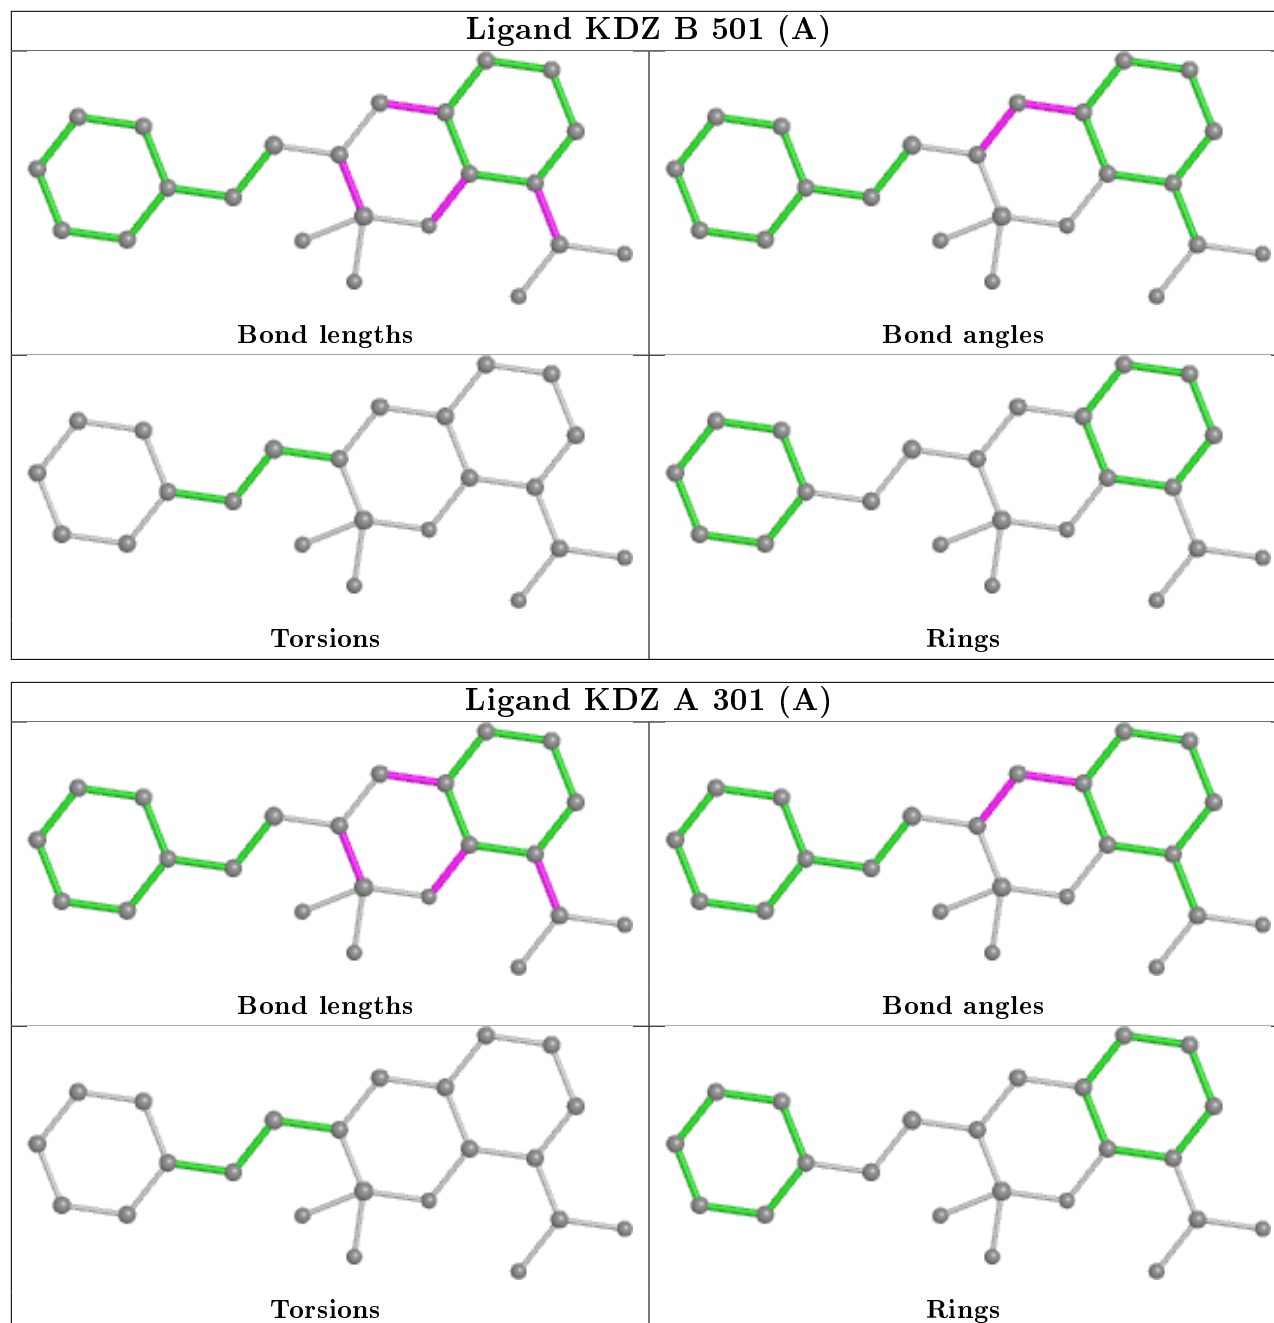 Ligand KDZ B 501 (A)
Bond lengths
Bond angles
Torsions
Rings
Ligand KDZ A 301 (A)
Bond lengths
Bond angles
Torsions
Rings